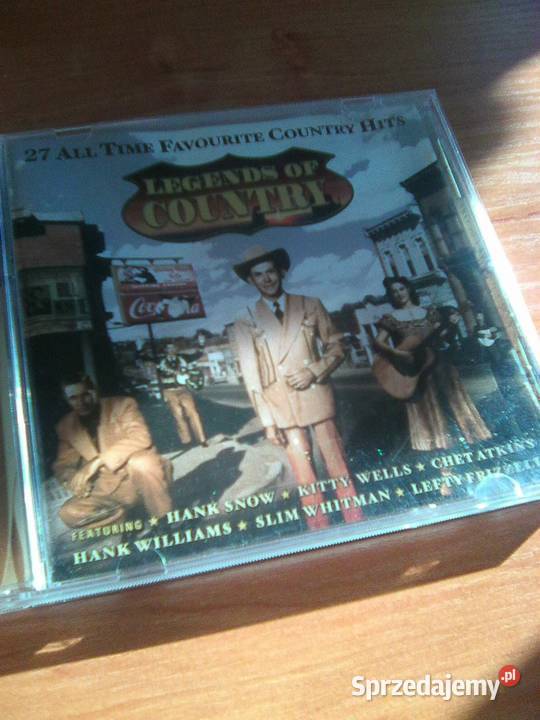 27 ALL TIME FAVOURITE COUNTRY HITS
LEGENDS OF
COUNTRY
Coca-Cola
FEATURING ★ HANK SNOW ★ KITTY WELLS ★ CHET ATKINS
HANK WILLIAMS ★ SLIM WHITMAN ★ LEFTY FRIZZELL
Sprzedajemy.pl